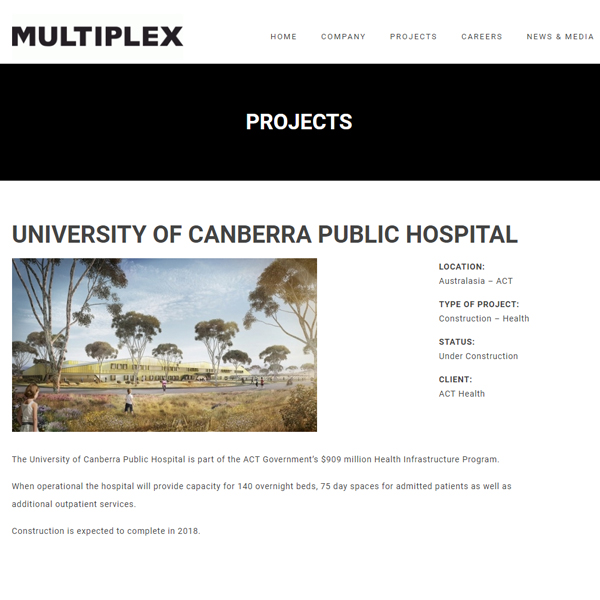 MULTIPLEX
HOME COMPANY PROJECTS CAREERS NEWS & MEDIA
PROJECTS
UNIVERSITY OF CANBERRA PUBLIC HOSPITAL
LOCATION:
Australasia – ACT
TYPE OF PROJECT:
Construction – Health
STATUS:
Under Construction
CLIENT:
ACT Health
The University of Canberra Public Hospital is part of the ACT Government's $909 million Health Infrastructure Program.
When operational the hospital will provide capacity for 140 overnight beds, 75 day spaces for admitted patients as well as
additional outpatient services.
Construction is expected to complete in 2018.